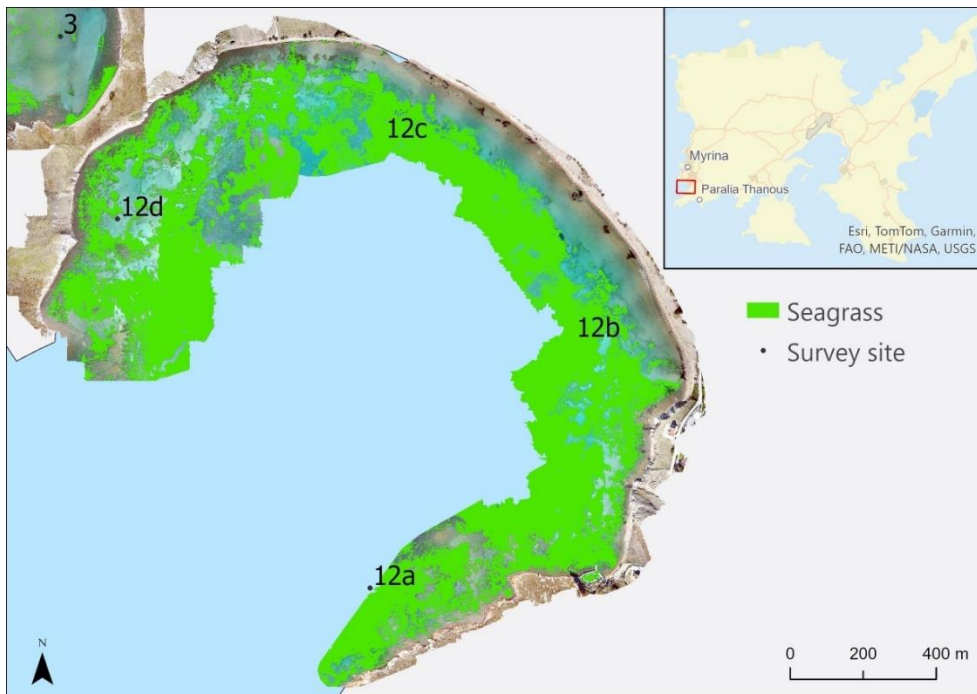 3
12c
12d
12b
12a
Myrina
Paralia Thanous
Esri, TomTom, Garmin,
FAO, METI/NASA, USGS
Seagrass
Survey site
N
0 200 400 m